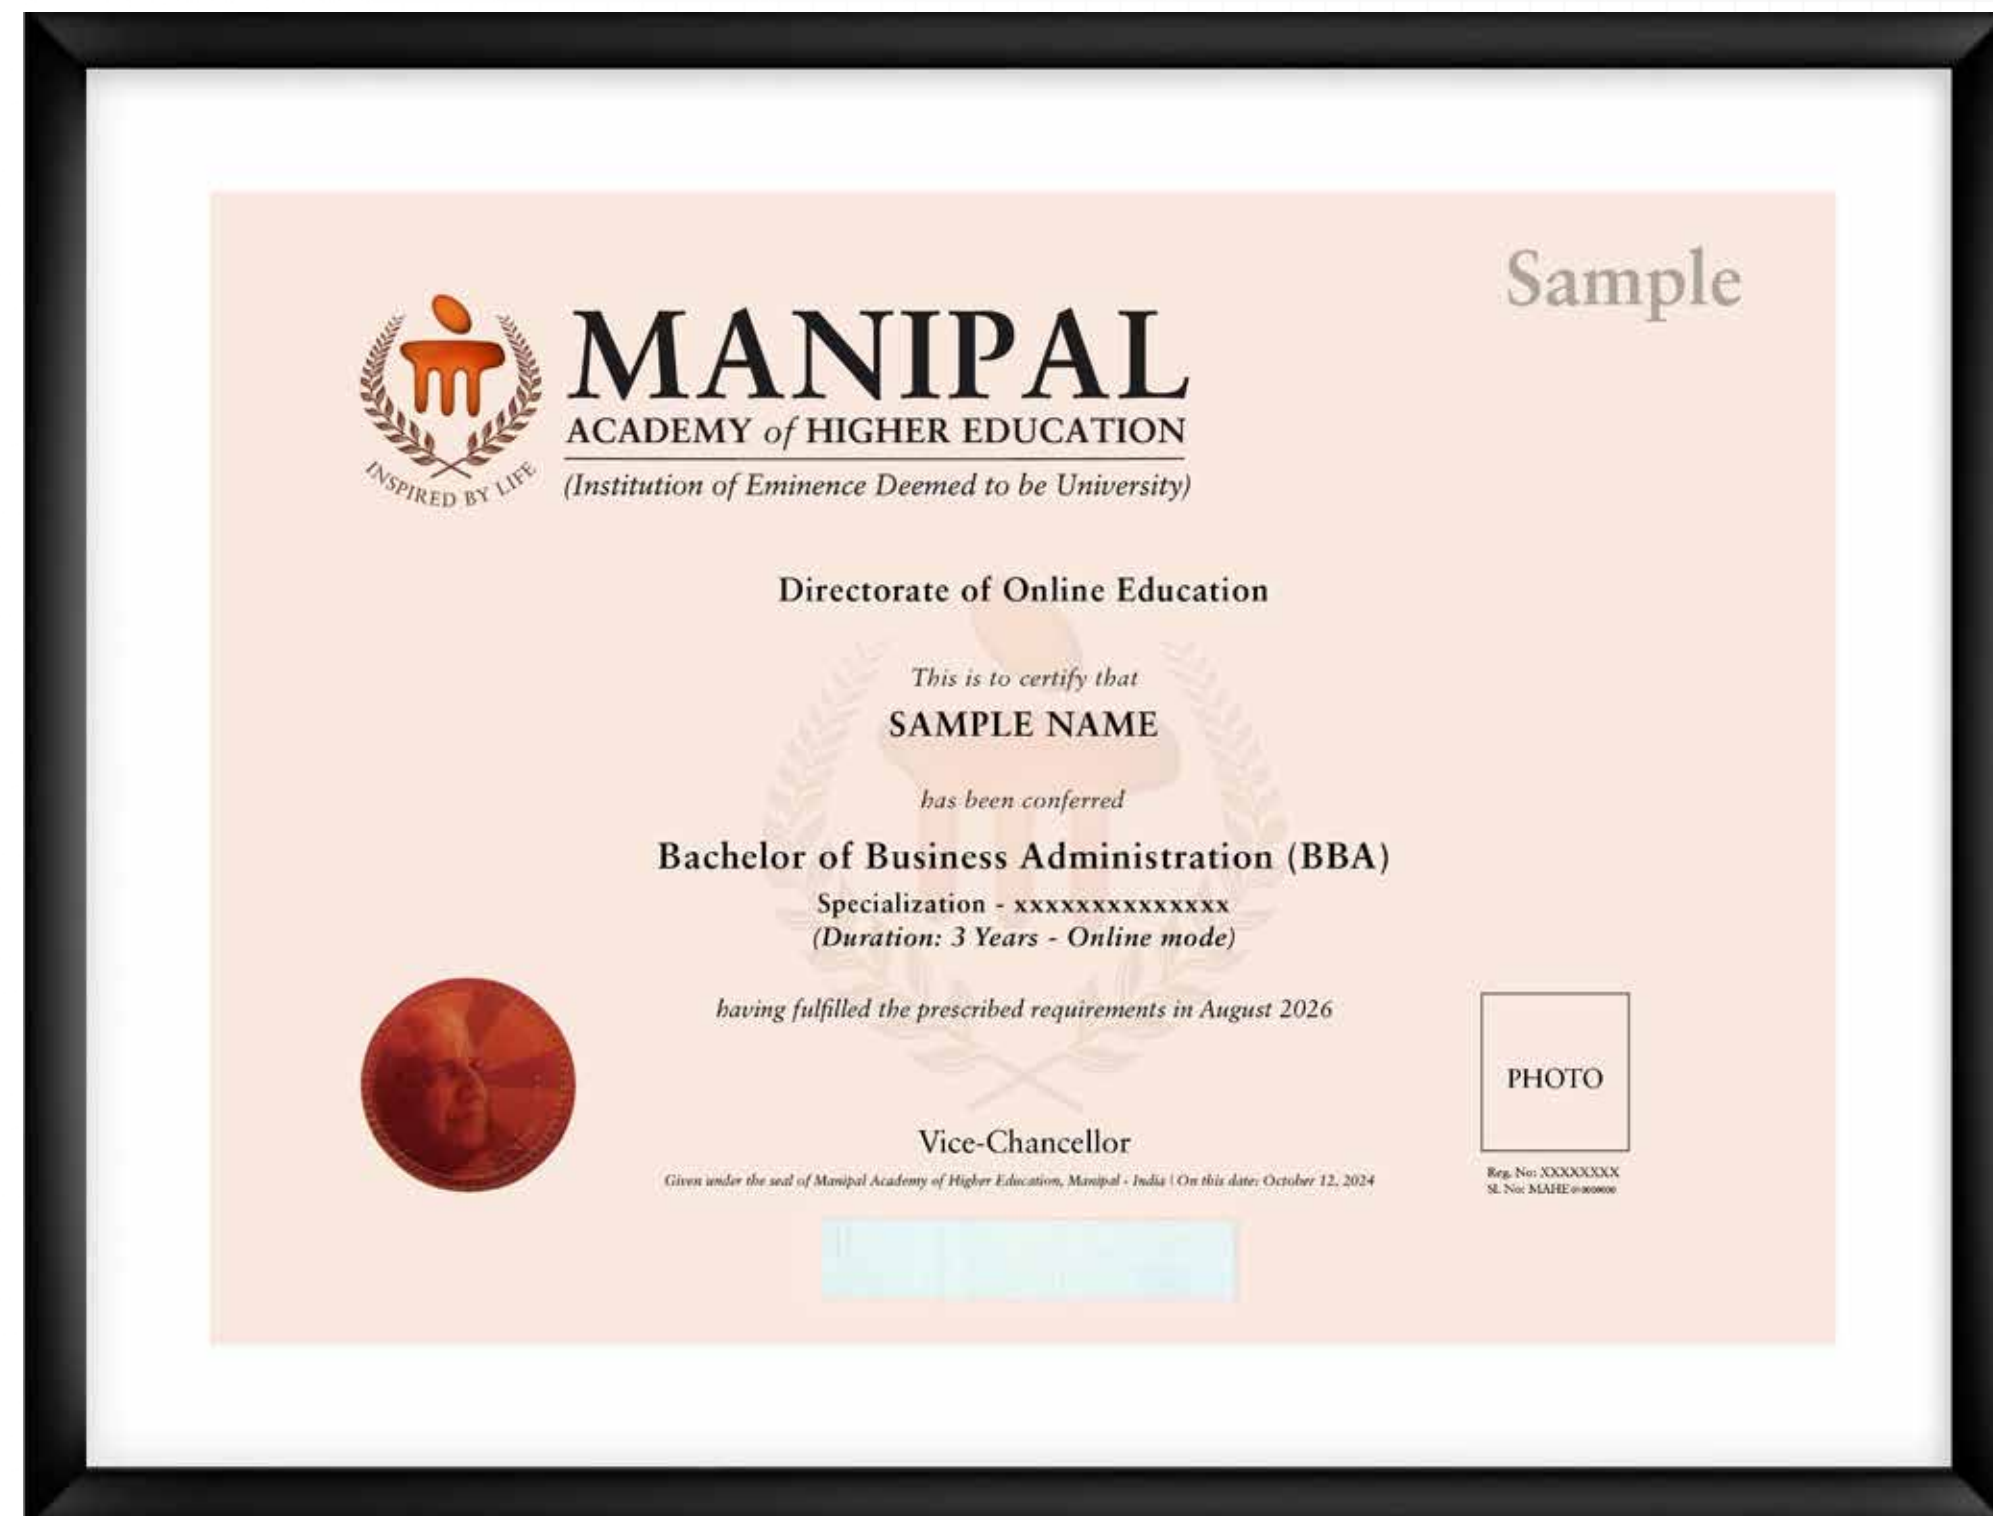 Sample
MANIPAL
ACADEMY of HIGHER EDUCATION
(Institution of Eminence Deemed to be University)
INSPIRED BY LIFE
Directorate of Online Education
This is to certify that
SAMPLE NAME
has been conferred
Bachelor of Business Administration (BBA)
Specialization - xxxxxxxxxxxxxx
(Duration: 3 Years - Online mode)
having fulfilled the prescribed requirements in August 2026
PHOTO
Vice-Chancellor
Given under the seal of Manipal Academy of Higher Education, Manipal - India | On this date: October 12, 2024
Reg. No: XXXXXXXX
SL No: MAHE